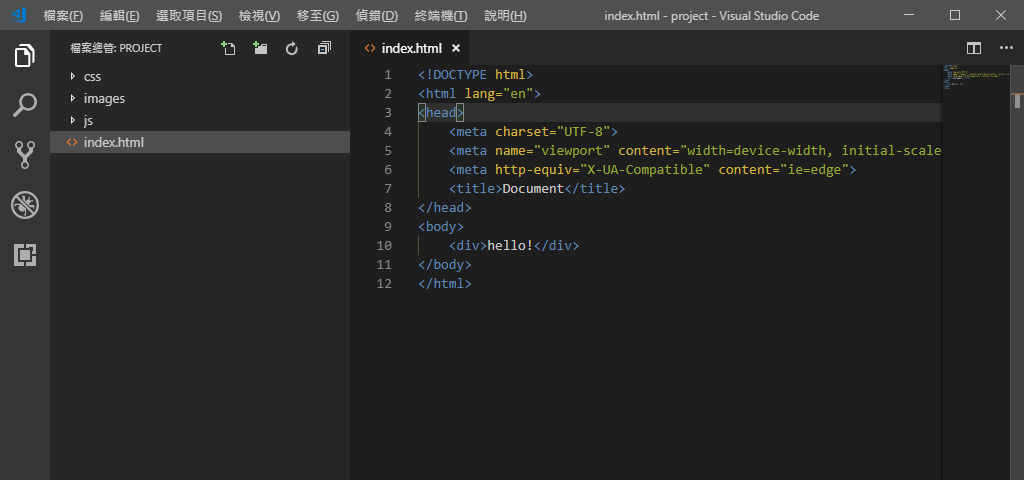 檔案(F) 編輯(E) 選取項目(S) 檢視(V) 移至(G) 偵錯(D) 終端機(T) 說明(H) index.html - project - Visual Studio Code
檔案總管: PROJECT
css
images
js
index.html
index.html
1 <!DOCTYPE html>
2 <html lang="en">
3 <head>
4 <meta charset="UTF-8">
5 <meta name="viewport" content="width=device-width, initial-scale
6 <meta http-equiv="X-UA-Compatible" content="ie=edge">
7 <title>Document</title>
8 </head>
9 <body>
10 <div>hello!</div>
11 </body>
12 </html>